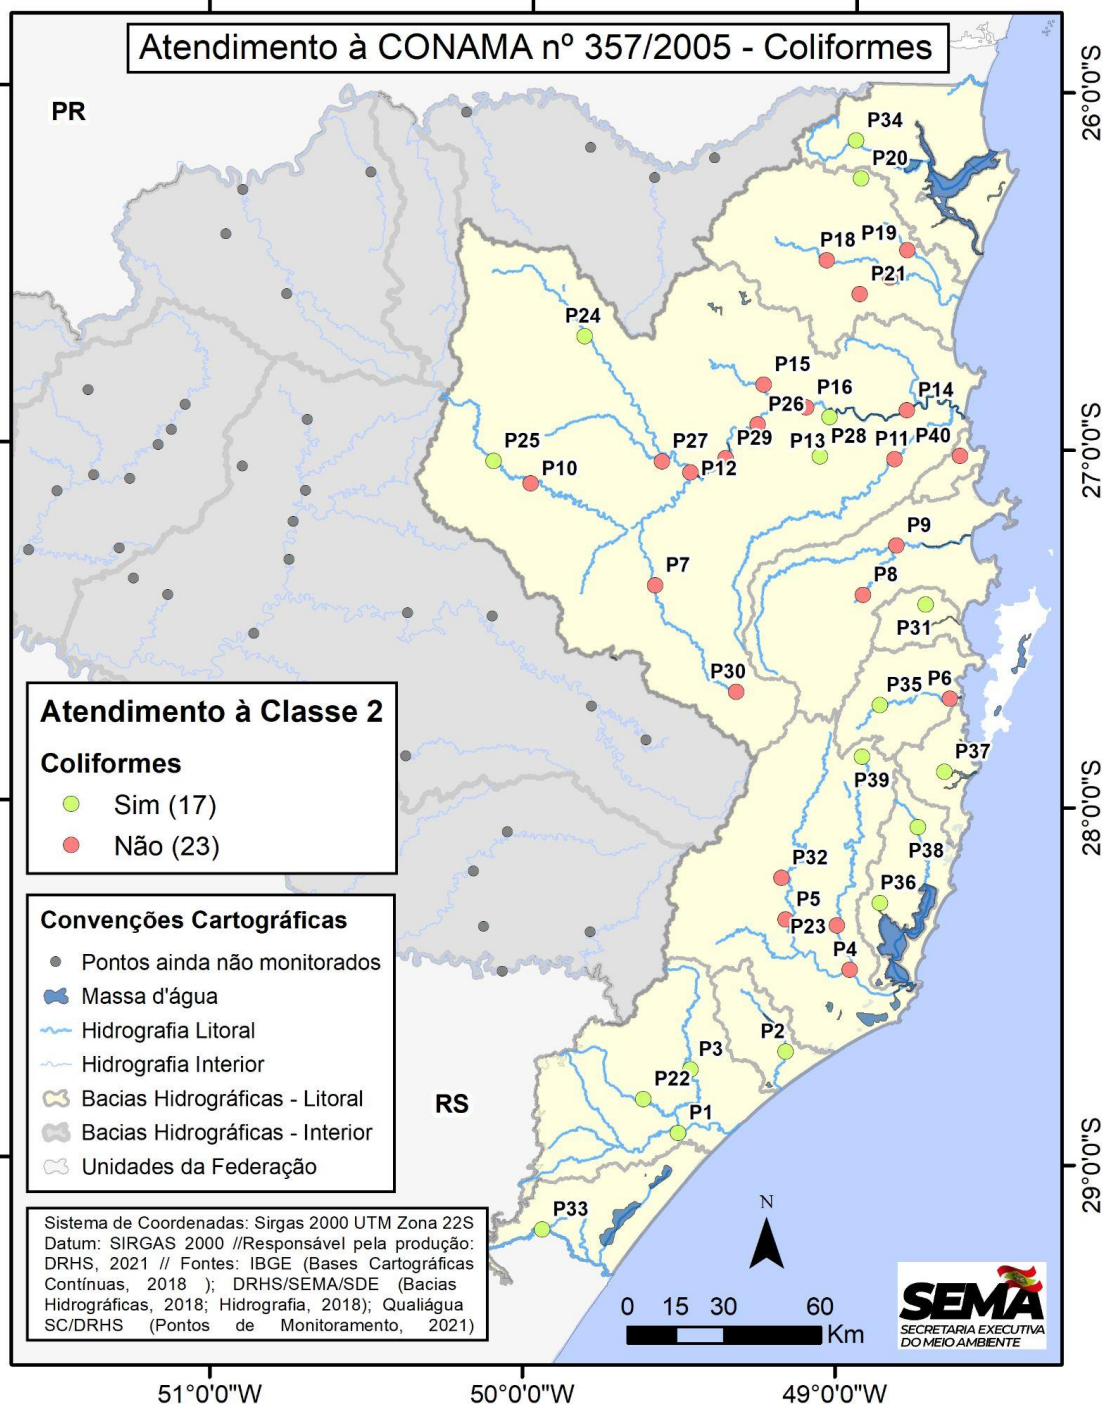 Atendimento à CONAMA nº 357/2005 - Coliformes
PR
26°0'0"S
P34
P20
P18
P19
P21
P24
P15
P26
P16
P14
P25
P10
P27
P12
P29
P13
P28
P11
P40
27°0'0"S
P9
P8
P7
P31
P30
P35
P6
P37
P39
P38
P32
P36
P5
P23
P4
28°0'0"S
P2
P3
P22
P1
P33
RS
29°0'0"S
Atendimento à Classe 2
Coliformes
Sim (17)
Não (23)
Convenções Cartográficas
Pontos ainda não monitorados
Massa d'água
Hidrografia Litoral
Hidrografia Interior
Bacias Hidrográficas - Litoral
Bacias Hidrográficas - Interior
Unidades da Federação
Sistema de Coordenadas: Sirgas 2000 UTM Zona 22S
Datum: SIRGAS 2000 //Responsável pela produção:
DRHS, 2021 // Fontes: IBGE (Bases Cartográficas
Contínuas, 2018 ); DRHS/SEMA/SDE (Bacias
Hidrográficas, 2018; Hidrografia, 2018); Qualiágua
SC/DRHS (Pontos de Monitoramento, 2021)
N
0 15 30 60
Km
SEMA
SECRETARIA EXECUTIVA
DO MEIO AMBIENTE
51°0'0"W 50°0'0"W 49°0'0"W